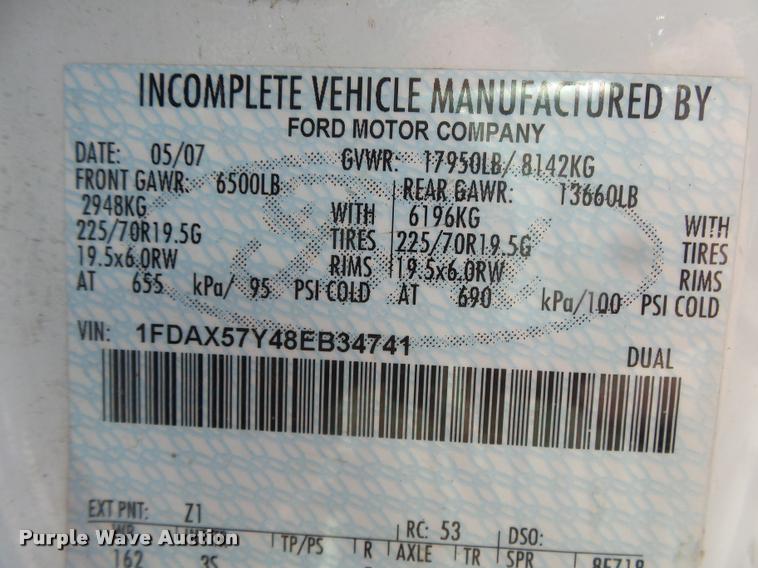 INCOMPLETE VEHICLE MANUFACTURED BY
FORD MOTOR COMPANY
DATE: 05/07 GVWR: 17950LB/ 8142KG
FRONT GAWR: 6500LB REAR GAWR: 13660LB
2948KG WITH 6196KG WITH
225/70R19.5G TIRES 225/70R19.5G TIRES
19.5x6.0RW RIMS 19.5x6.0RW RIMS
AT 655 kPa/ 95 PSI COLD AT 690 kPa/100 PSI COLD
VIN: 1FDAX57Y48EB34741
DUAL
EXT PNT: Z1 RC: 53 DSO:
WB TP/PS R AXLE TR SPR
162
Purple Wave Auction